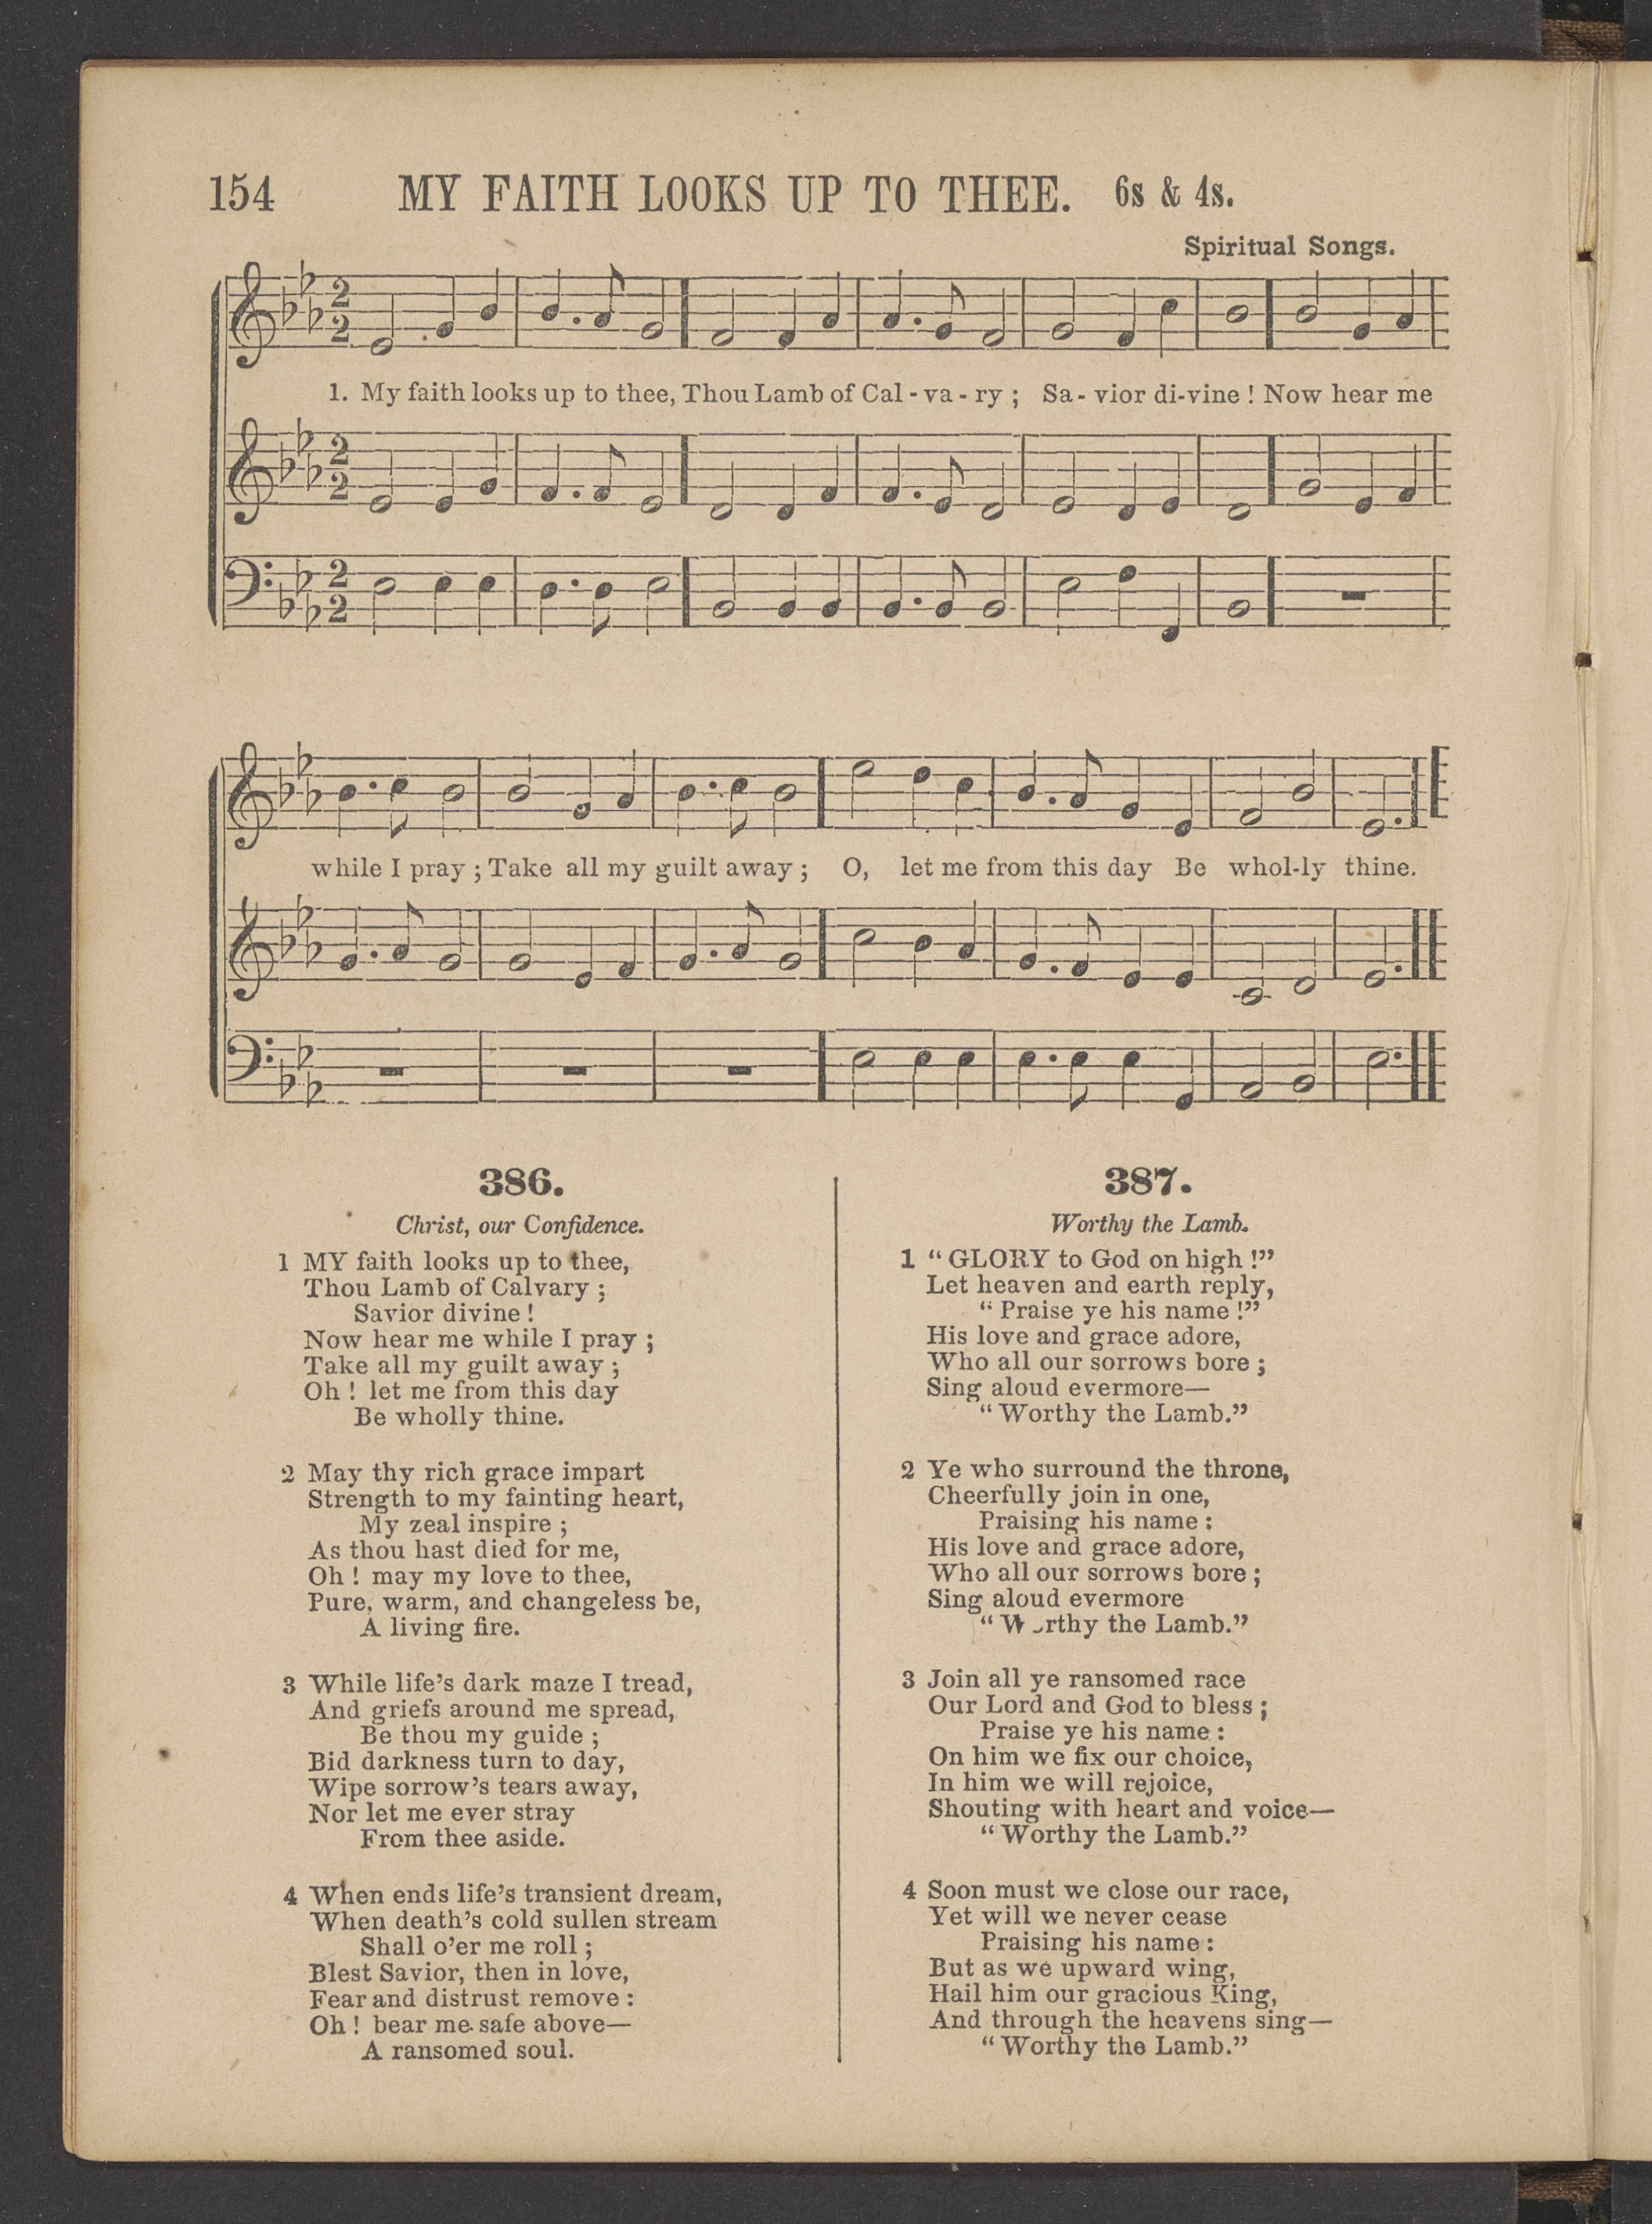 154 MY FAITH LOOKS UP TO THEE. 6s & 4s.
Spiritual Songs.
2
2
1. My faith looks up to thee, Thou Lamb of Cal - va - ry ; Sa - vior di-vine ! Now hear me
2
2
2
2
while I pray ; Take all my guilt away ; O, let me from this day Be whol-ly thine.
386.
Christ, our Confidence.
1 MY faith looks up to thee,
Thou Lamb of Calvary ;
Savior divine !
Now hear me while I pray ;
Take all my guilt away ;
Oh ! let me from this day
Be wholly thine.
2 May thy rich grace impart
Strength to my fainting heart,
My zeal inspire ;
As thou hast died for me,
Oh ! may my love to thee,
Pure, warm, and changeless be,
A living fire.
3 While life's dark maze I tread,
And griefs around me spread,
Be thou my guide ;
Bid darkness turn to day,
Wipe sorrow's tears away,
Nor let me ever stray
From thee aside.
4 When ends life's transient dream,
When death's cold sullen stream
Shall o'er me roll ;
Blest Savior, then in love,
Fear and distrust remove :
Oh ! bear me safe above—
A ransomed soul.
387.
Worthy the Lamb.
1 “ GLORY to God on high !”
Let heaven and earth reply,
“ Praise ye his name !”
His love and grace adore,
Who all our sorrows bore ;
Sing aloud evermore—
“ Worthy the Lamb.”
2 Ye who surround the throne,
Cheerfully join in one,
Praising his name :
His love and grace adore,
Who all our sorrows bore ;
Sing aloud evermore
“ Worthy the Lamb.”
3 Join all ye ransomed race
Our Lord and God to bless ;
Praise ye his name :
On him we fix our choice,
In him we will rejoice,
Shouting with heart and voice—
“ Worthy the Lamb.”
4 Soon must we close our race,
Yet will we never cease
Praising his name :
But as we upward wing,
Hail him our gracious King,
And through the heavens sing—
“ Worthy the Lamb.”